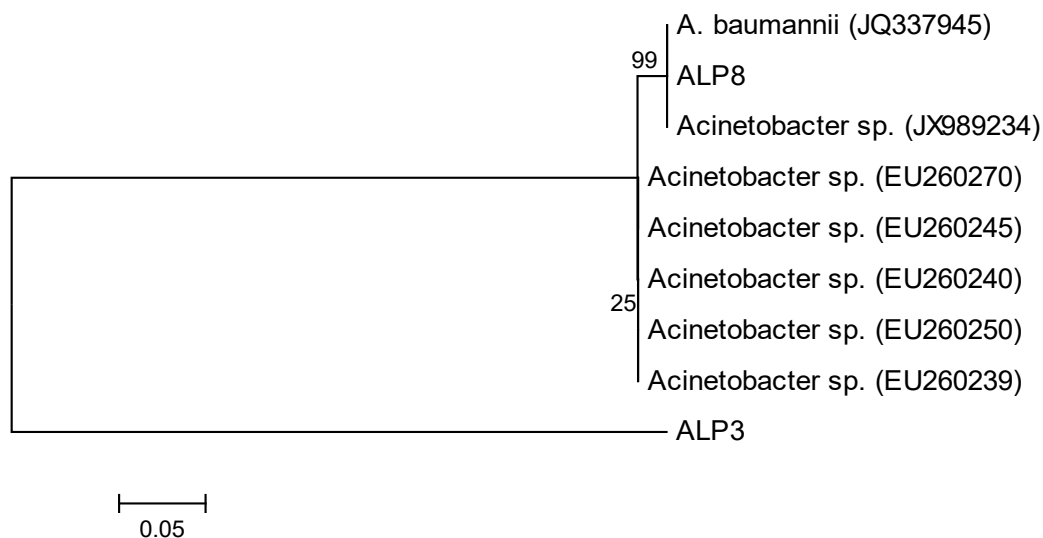 A. baumannii (JQ337945)
99
ALP8
Acinetobacter sp. (JX989234)
Acinetobacter sp. (EU260270)
Acinetobacter sp. (EU260245)
Acinetobacter sp. (EU260240)
25
Acinetobacter sp. (EU260250)
Acinetobacter sp. (EU260239)
ALP3
0.05